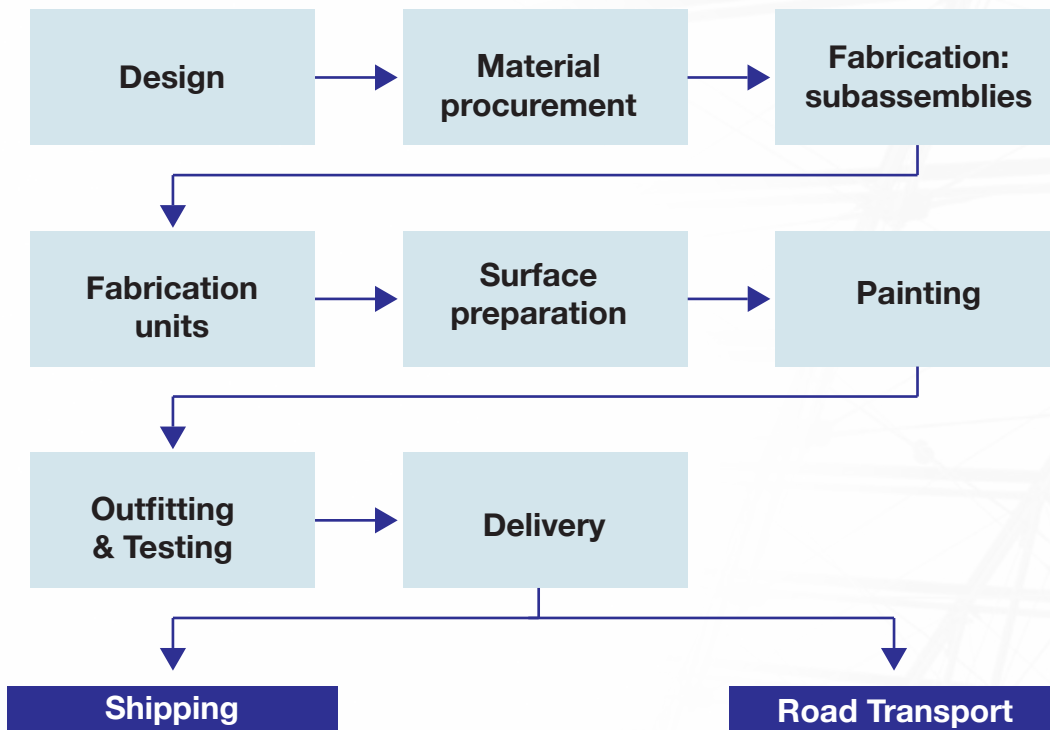 Design
Material
procurement
Fabrication:
subassemblies
Fabrication
units
Surface
preparation
Painting
Outfitting
& Testing
Delivery
Shipping
Road Transport